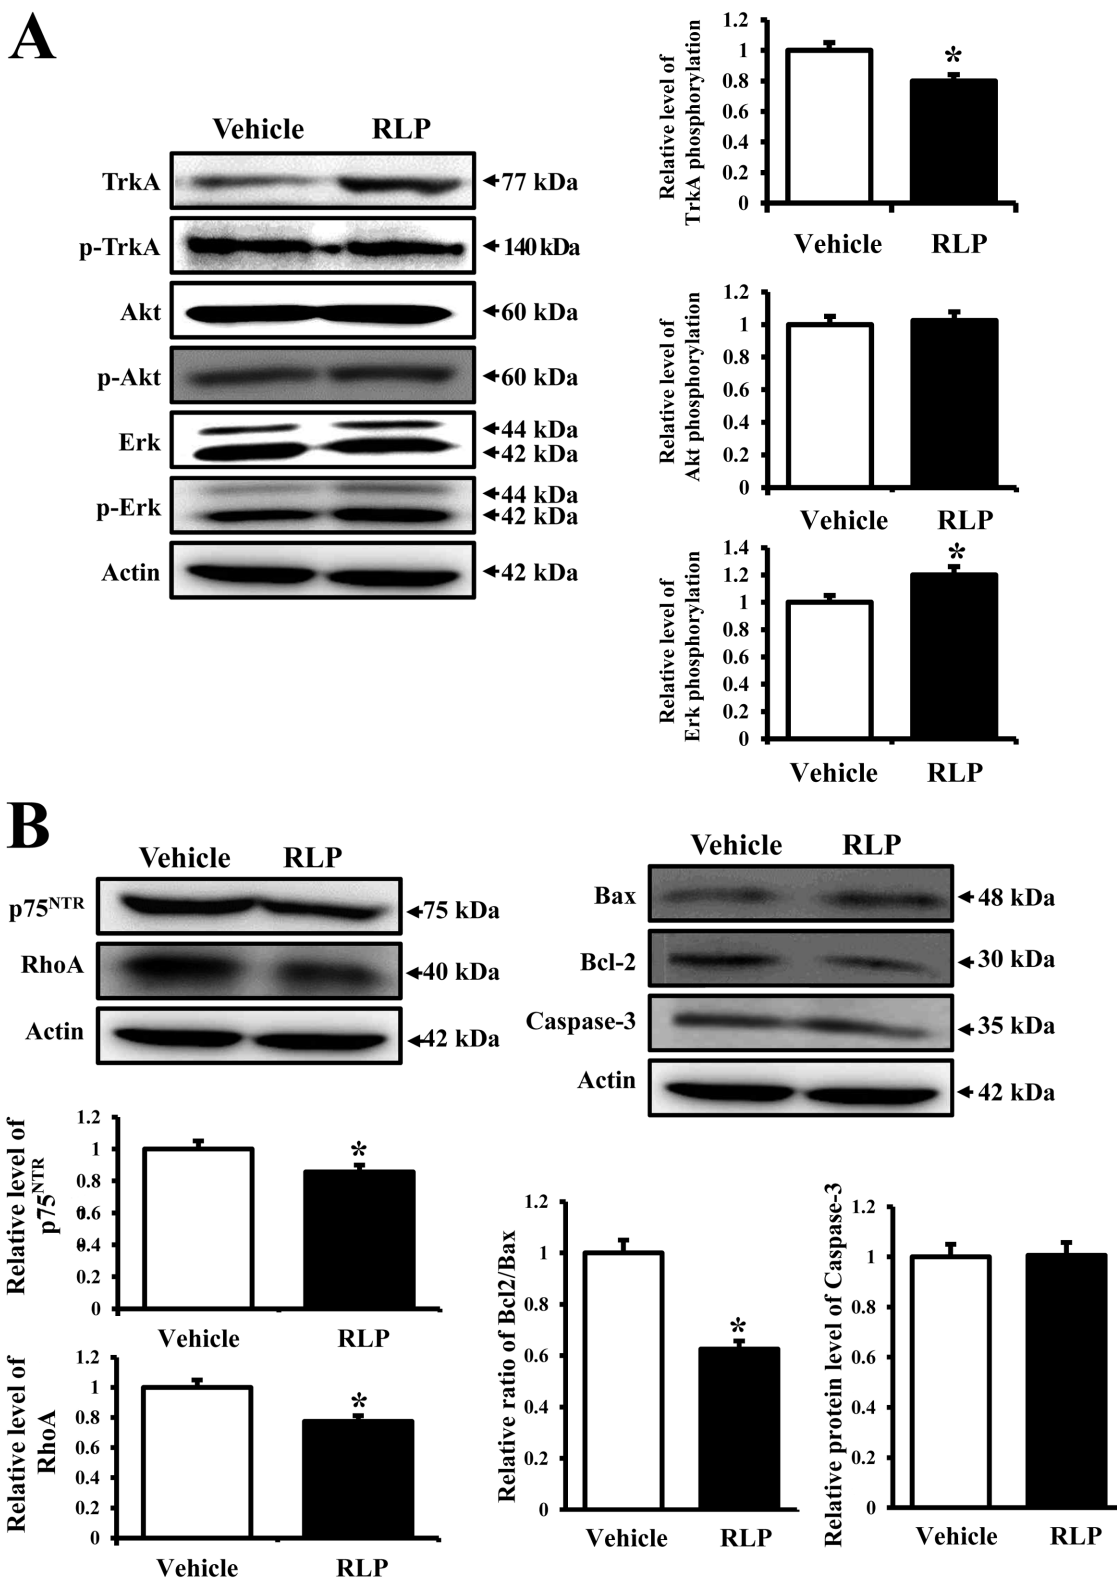 A
Vehicle RLP
TrkA 77 kDa
p-TrkA 140 kDa
Akt 60 kDa
p-Akt 60 kDa
Erk 44 kDa
42 kDa
p-Erk 44 kDa
42 kDa
Actin 42 kDa
Relative level of
TrkA phosphorylation
1.2
1
0.8
0.6
0.4
0.2
0
*
Vehicle RLP
Relative level of
Akt phosphorylation
1.2
1
0.8
0.6
0.4
0.2
0
Vehicle RLP
Relative level of
Erk phosphorylation
1.4
1.2
1
0.8
0.6
0.4
0.2
0
*
Vehicle RLP
B
Vehicle RLP
p75NTR 75 kDa
RhoA 40 kDa
Actin 42 kDa
Vehicle RLP
Bax 48 kDa
Bcl-2 30 kDa
Caspase-3 35 kDa
Actin 42 kDa
Relative level of
p75NTR
1.2
1
0.8
0.6
0.4
0.2
0
*
Vehicle RLP
Relative level of
RhoA
1.2
1
0.8
0.6
0.4
0.2
0
*
Vehicle RLP
Relative ratio of Bcl2/Bax
1.2
1
0.8
0.6
0.4
0.2
0
*
Vehicle RLP
Relative protein level of Caspase-3
1.2
1
0.8
0.6
0.4
0.2
0
Vehicle RLP